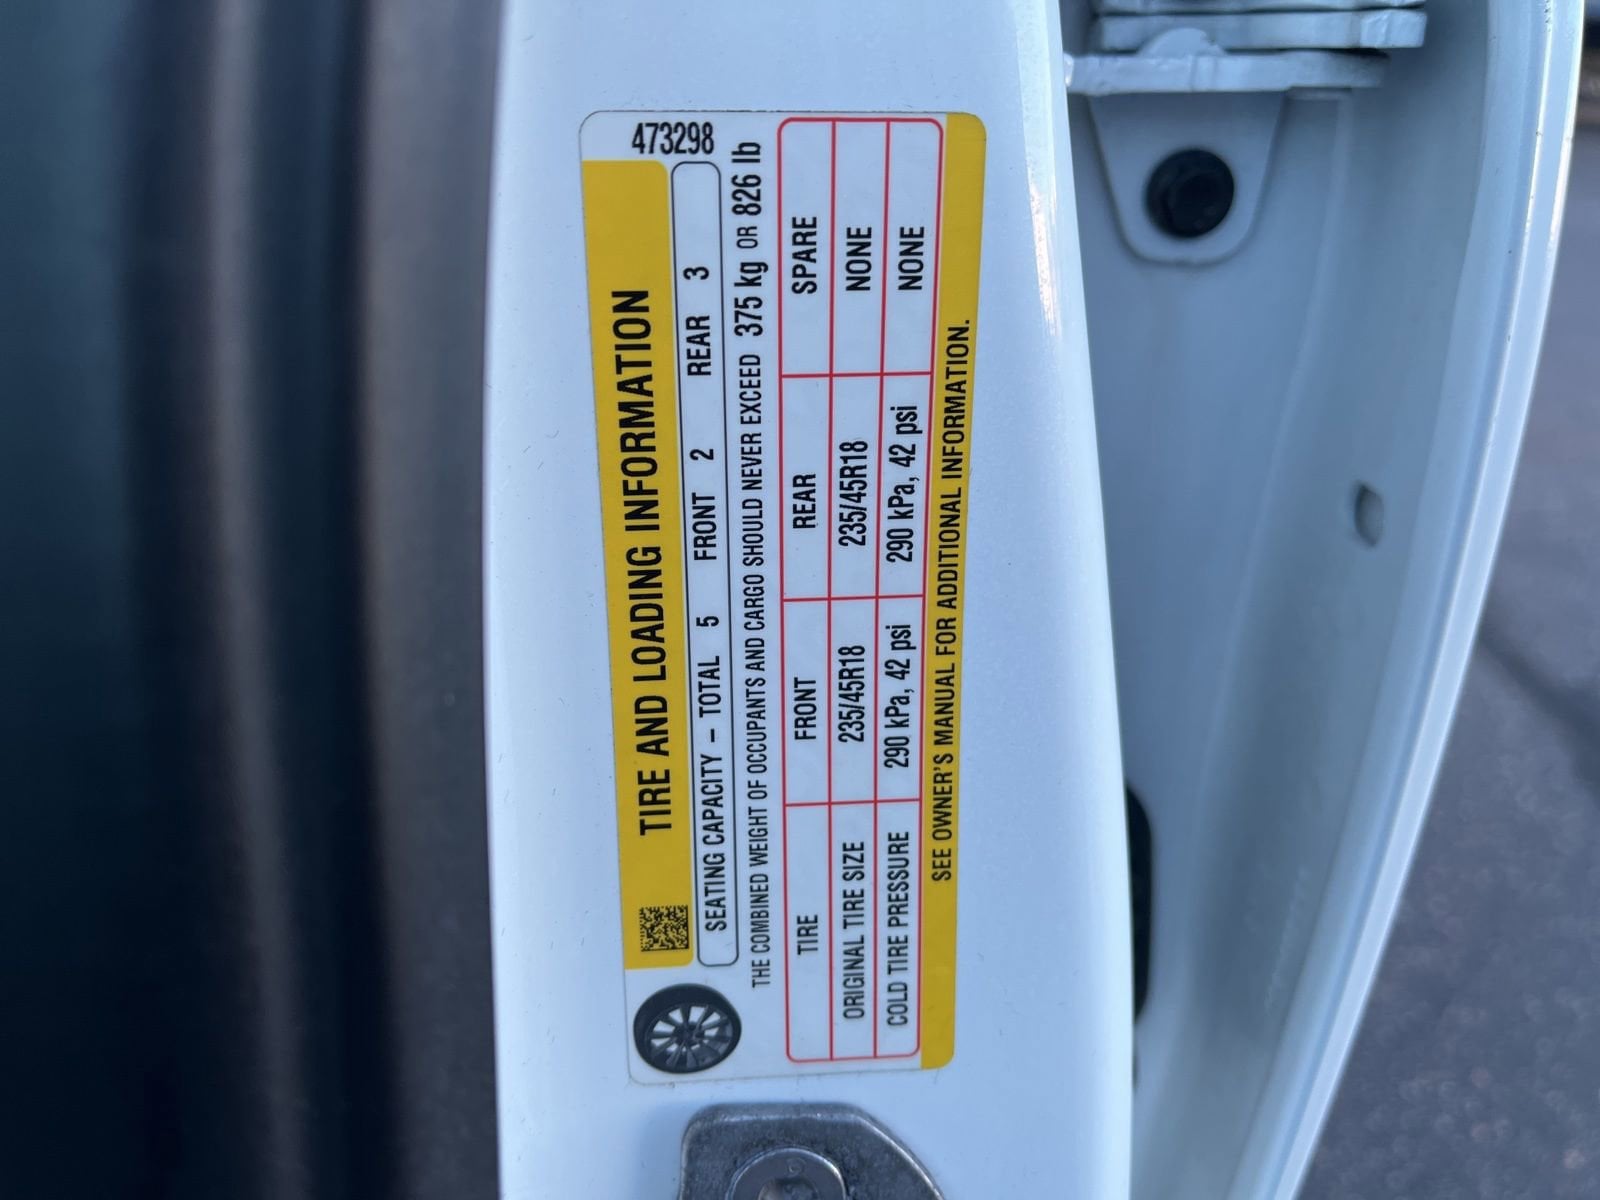 473298
TIRE AND LOADING INFORMATION
SEATING CAPACITY – TOTAL 5 FRONT 2 REAR 3
THE COMBINED WEIGHT OF OCCUPANTS AND CARGO SHOULD NEVER EXCEED 375 kg OR 826 lb
TIRE FRONT REAR SPARE
ORIGINAL TIRE SIZE 235/45R18 235/45R18 NONE
COLD TIRE PRESSURE 290 kPa, 42 psi 290 kPa, 42 psi NONE
SEE OWNER'S MANUAL FOR ADDITIONAL INFORMATION.